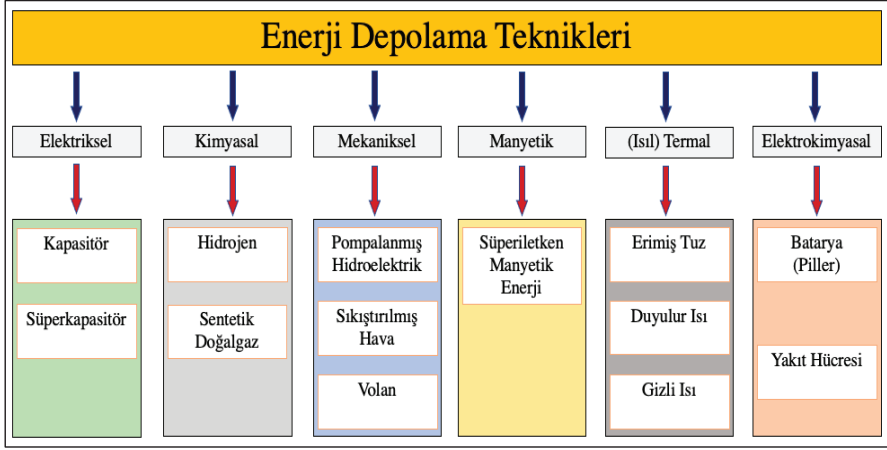 Enerji Depolama Teknikleri
Elektriksel
Kimyasal
Mekaniksel
Manyetik
(Isıl) Termal
Elektrokimyasal
Kapasitör
Süperkapasitör
Hidrojen
Sentetik
Doğalgaz
Pompalanmış
Hidroelektrik
Sıkıştırılmış
Hava
Volan
Süperiletken
Manyetik
Enerji
Erimiş Tuz
Duyulur Isı
Gizli Isı
Batarya
(Piller)
Yakıt Hücresi